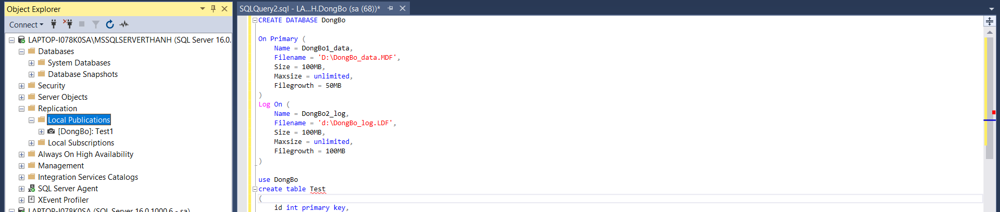 Object Explorer
Connect
LAPTOP-I078K0SA\MSSQLSERVERTHANH (SQL Server 16.0.
Databases
System Databases
Database Snapshots
Security
Server Objects
Replication
Local Publications
[DongBo]: Test1
Local Subscriptions
Always On High Availability
Management
Integration Services Catalogs
SQL Server Agent
XEvent Profiler
LAPTOP-I078K0SA (SQL Server 16.0.1000.6 - sa)
SQLQuery2.sql - LA...H.DongBo (sa (68))*
CREATE DATABASE DongBo
On Primary (
Name = DongBo1_data,
Filename = 'D:\DongBo_data.MDF',
Size = 100MB,
Maxsize = unlimited,
Filegrowth = 50MB
)
Log On (
Name = DongBo2_log,
Filename = 'd:\DongBo_log.LDF',
Size = 100MB,
Maxsize = unlimited,
Filegrowth = 100MB
)
use DongBo
create table Test
(
id int primary key,